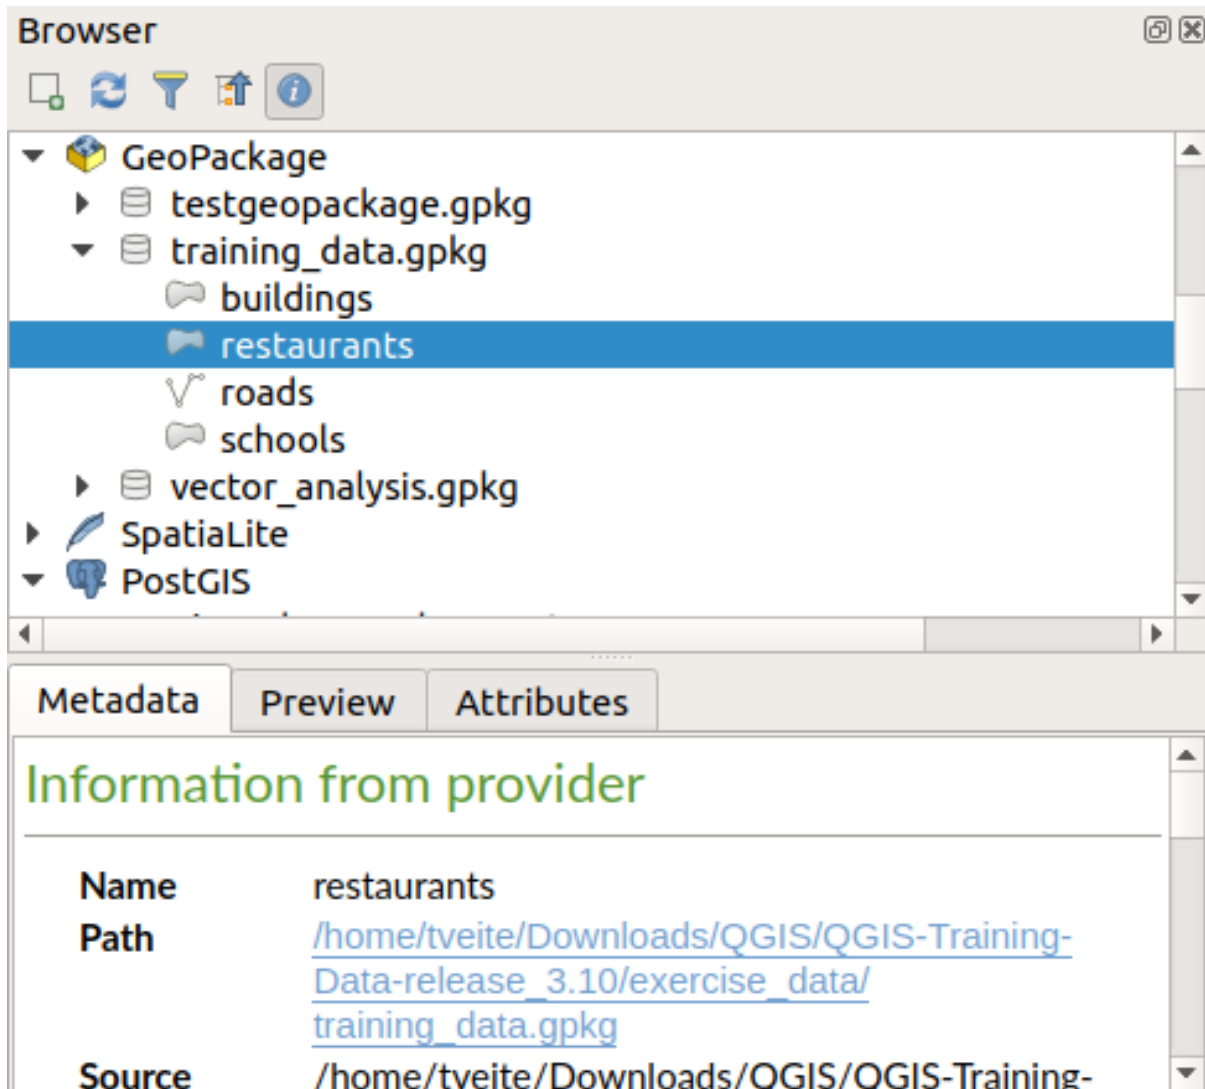 Browser
GeoPackage
testgeopackage.gpkg
training_data.gpkg
buildings
restaurants
roads
schools
vector_analysis.gpkg
SpatiaLite
PostGIS
Metadata Preview Attributes
Information from provider
Name restaurants
Path /home/tveite/Downloads/QGIS/QGIS-Training-
Data-release_3.10/exercise_data/
training_data.gpkg
Source /home/tveite/Downloads/QGIS/QGIS-Training-